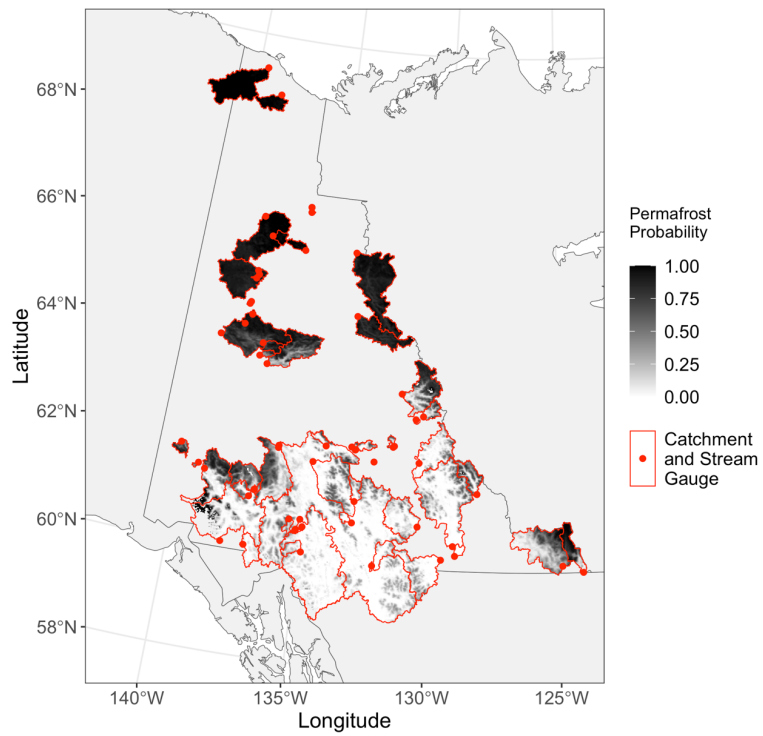 68°N
66°N
64°N
62°N
60°N
58°N
Latitude
140°W
135°W
130°W
125°W
Longitude
Permafrost
Probability
1.00
0.75
0.50
0.25
0.00
Catchment
and Stream
Gauge